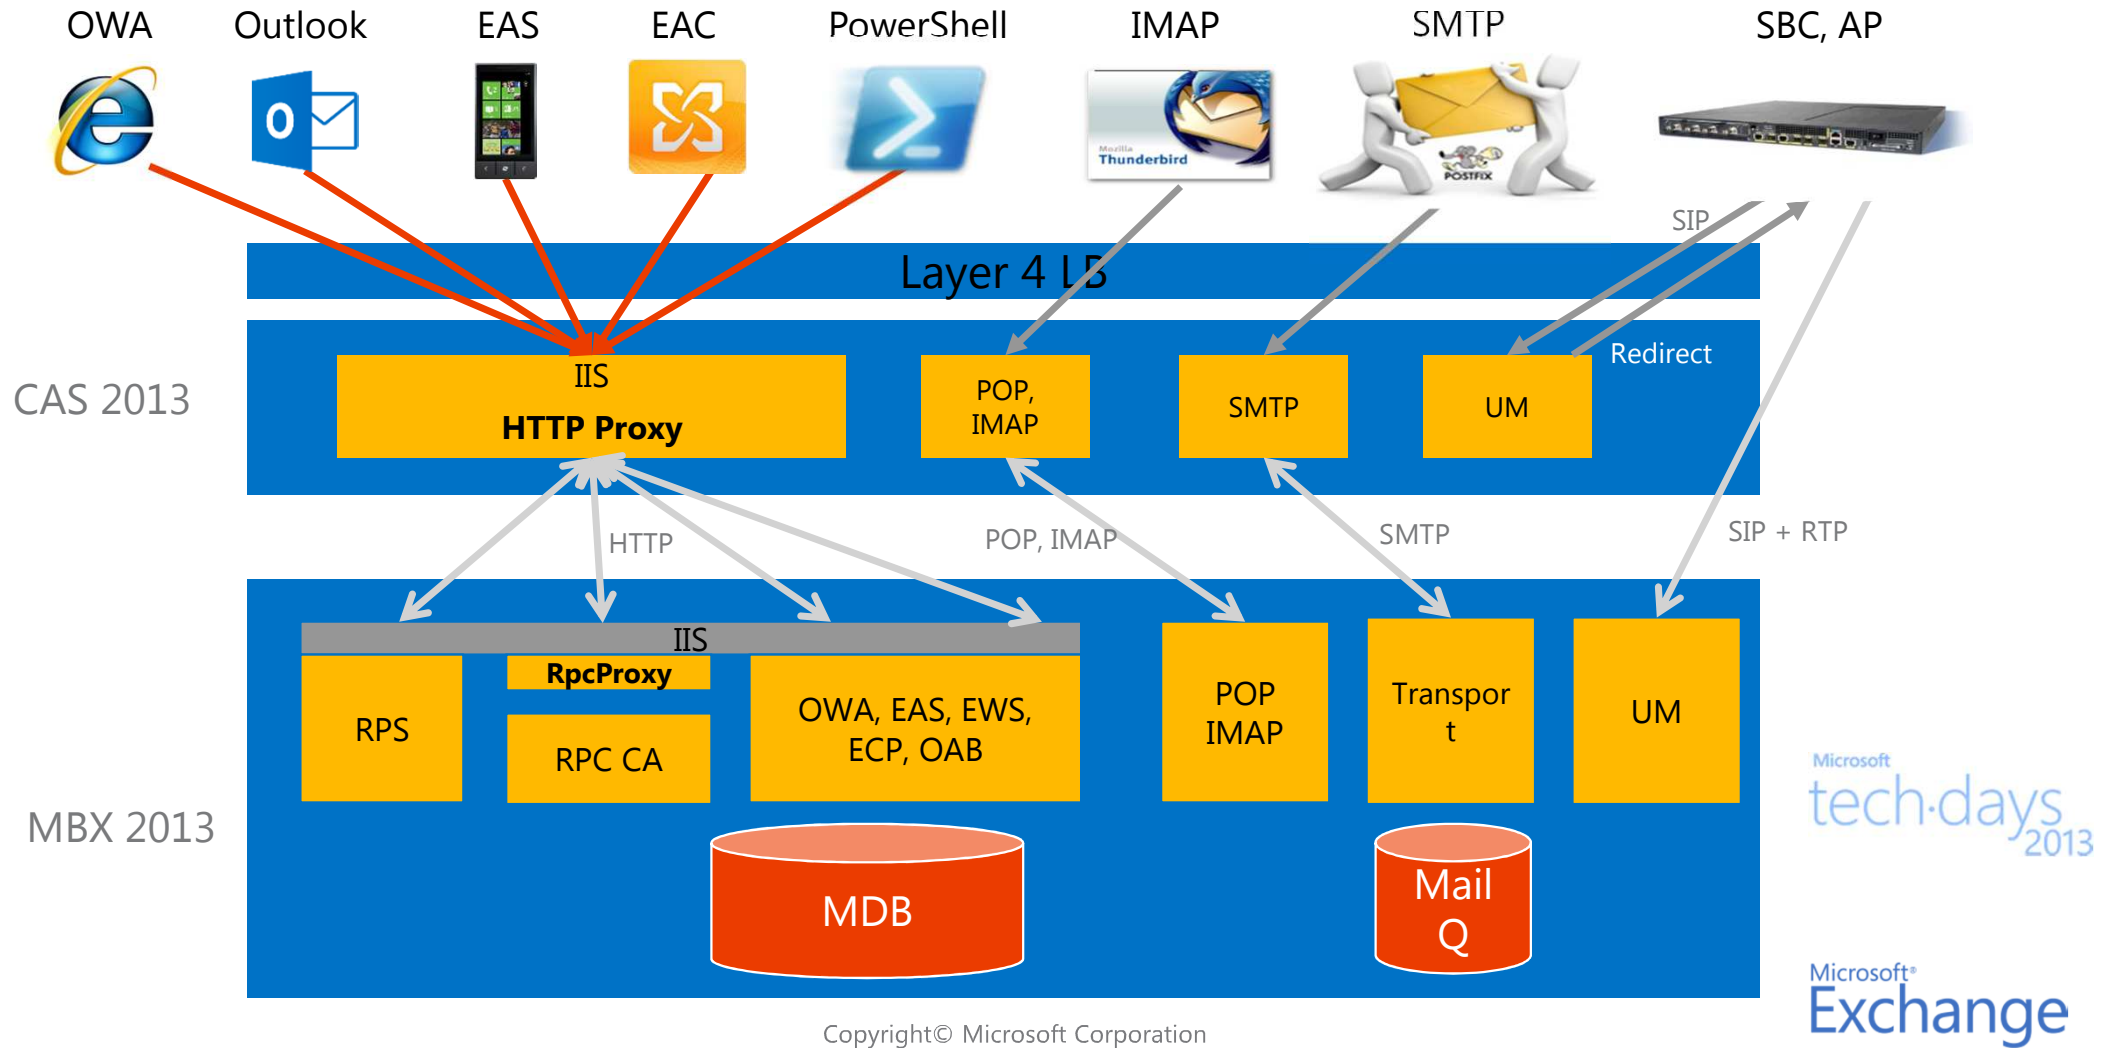 OWA
Outlook
EAS
EAC
PowerShell
IMAP
SMTP
SBC, AP
O
Mozilla
Thunderbird
POSTFIX
SIP
Layer 4 LB
Redirect
CAS 2013
IIS
HTTP Proxy
POP,
IMAP
SMTP
UM
HTTP
POP, IMAP
SMTP
SIP + RTP
IIS
RPS
RpcProxy
RPC CA
OWA, EAS, EWS,
ECP, OAB
POP
IMAP
Transpor
t
UM
MBX 2013
MDB
Mail
Q
Microsoft
tech·days
2013
Microsoft®
Exchange
Copyright© Microsoft Corporation